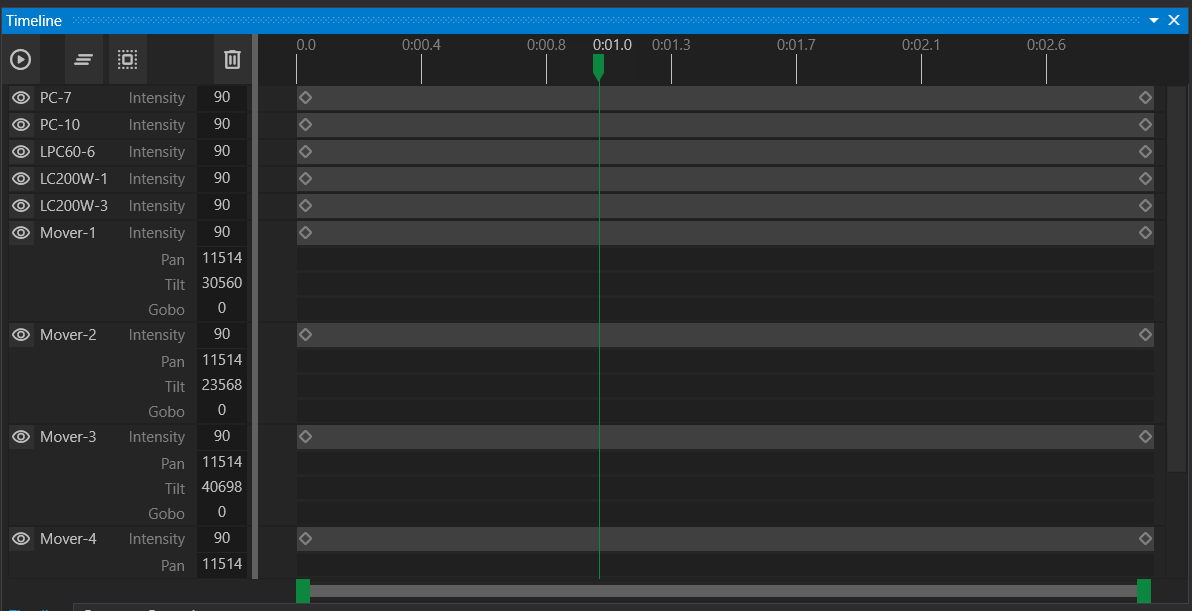 Timeline
0.0 0:00.4 0:00.8 0:01.0 0:01.3 0:01.7 0:02.1 0:02.6
PC-7 Intensity 90
PC-10 Intensity 90
LPC60-6 Intensity 90
LC200W-1 Intensity 90
LC200W-3 Intensity 90
Mover-1 Intensity 90
Pan 11514
Tilt 30560
Gobo 0
Mover-2 Intensity 90
Pan 11514
Tilt 23568
Gobo 0
Mover-3 Intensity 90
Pan 11514
Tilt 40698
Gobo 0
Mover-4 Intensity 90
Pan 11514